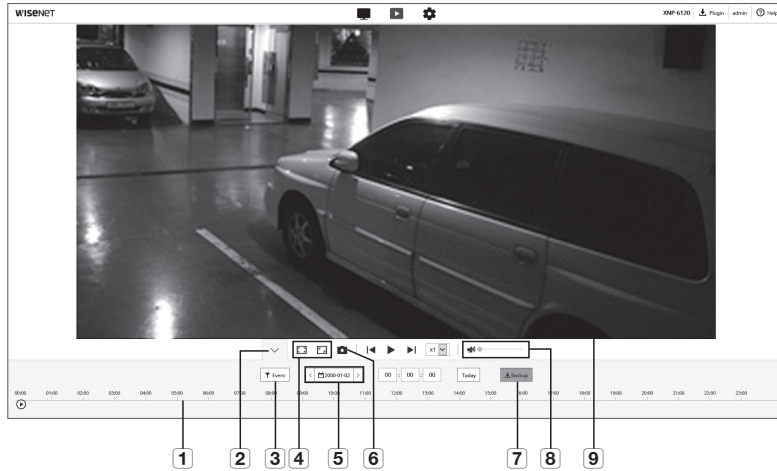 WISENET
XNP-6120 Plugin admin Help
x1
Event 2000-01-02 00 : 00 : 00 Today Backup
00:00 01:00 02:00 03:00 04:00 05:00 06:00 07:00 08:00 09:00 10:00 11:00 12:00 13:00 14:00 15:00 16:00 17:00 18:00 19:00 20:00 21:00 22:00 23:00
1 2 3 4 5 6 7 8 9